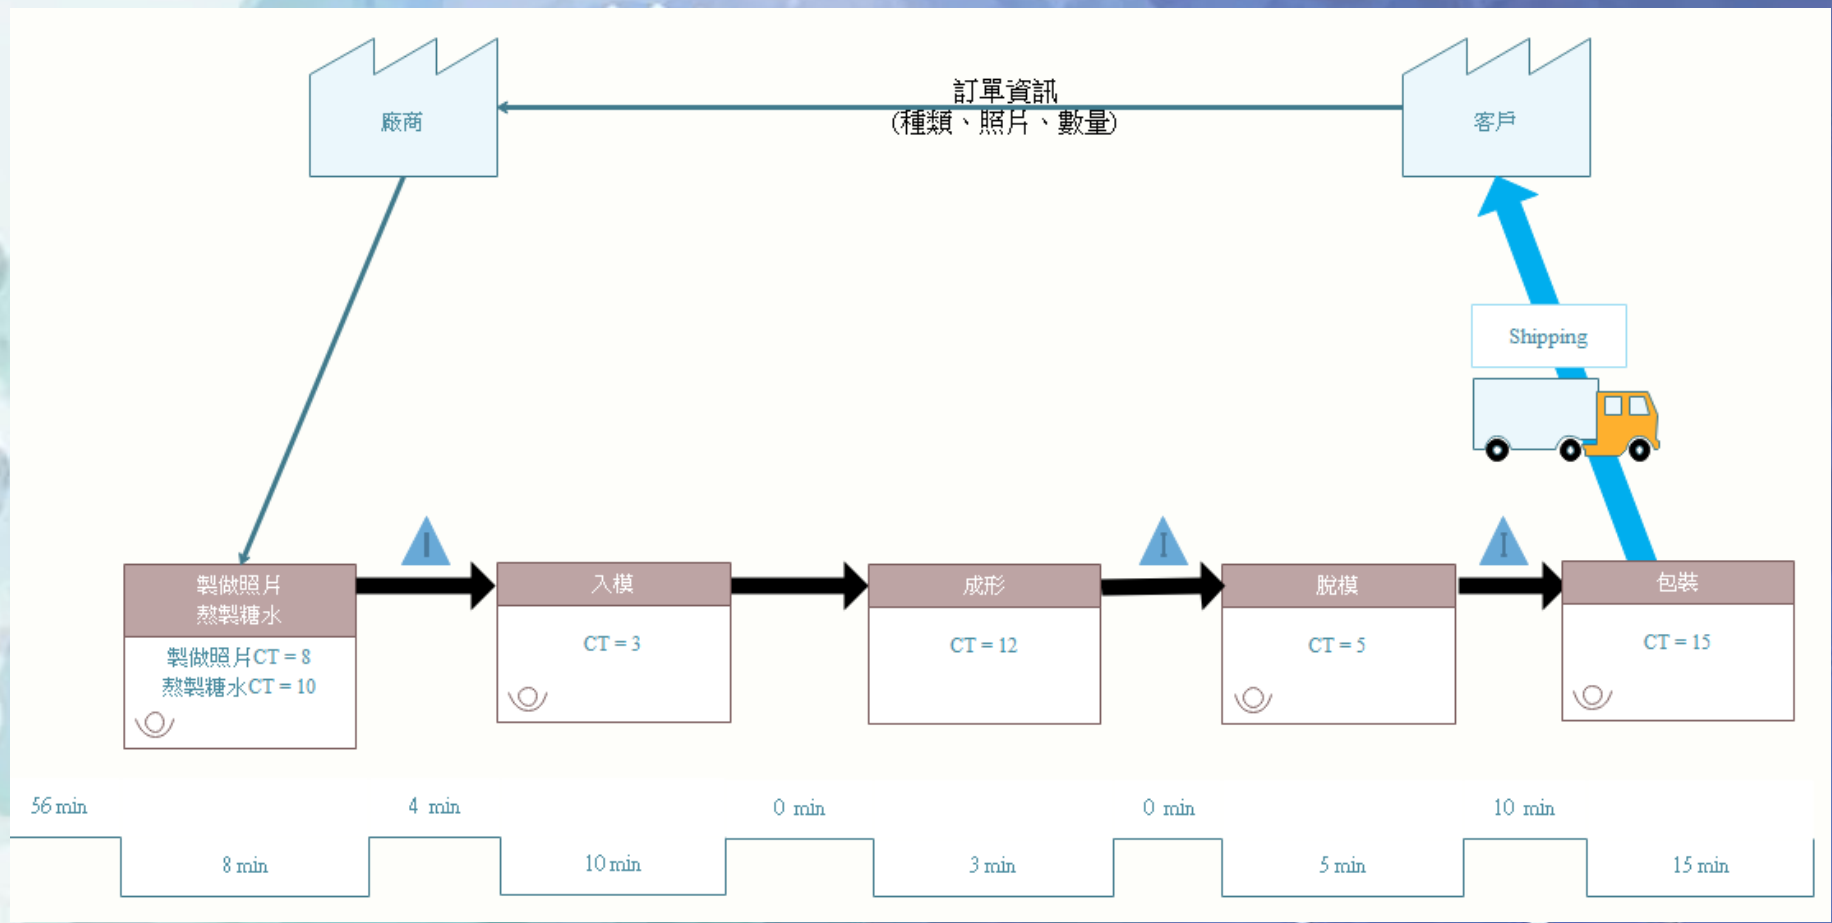 訂單資訊
(種類、照片、數量)
廠商
客戶
Shipping
I
I
I
製做照片
熬製糖水
製做照片CT = 8
熬製糖水CT = 10
入模
CT = 3
成形
CT = 12
脫模
CT = 5
包裝
CT = 15
56 min
4 min
0 min
0 min
10 min
8 min
10 min
3 min
5 min
15 min